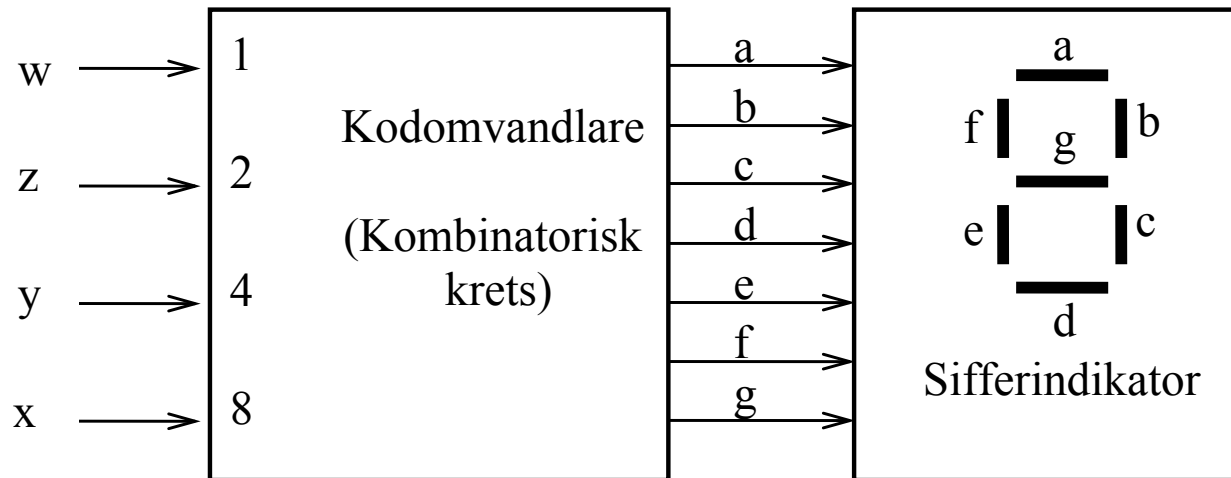 w
z
y
x
1
2
4
8
Kodomvandlare
(Kombinatorisk
krets)
a
b
c
d
e
f
g
a
f
b
g
e
c
d
Sifferindikator